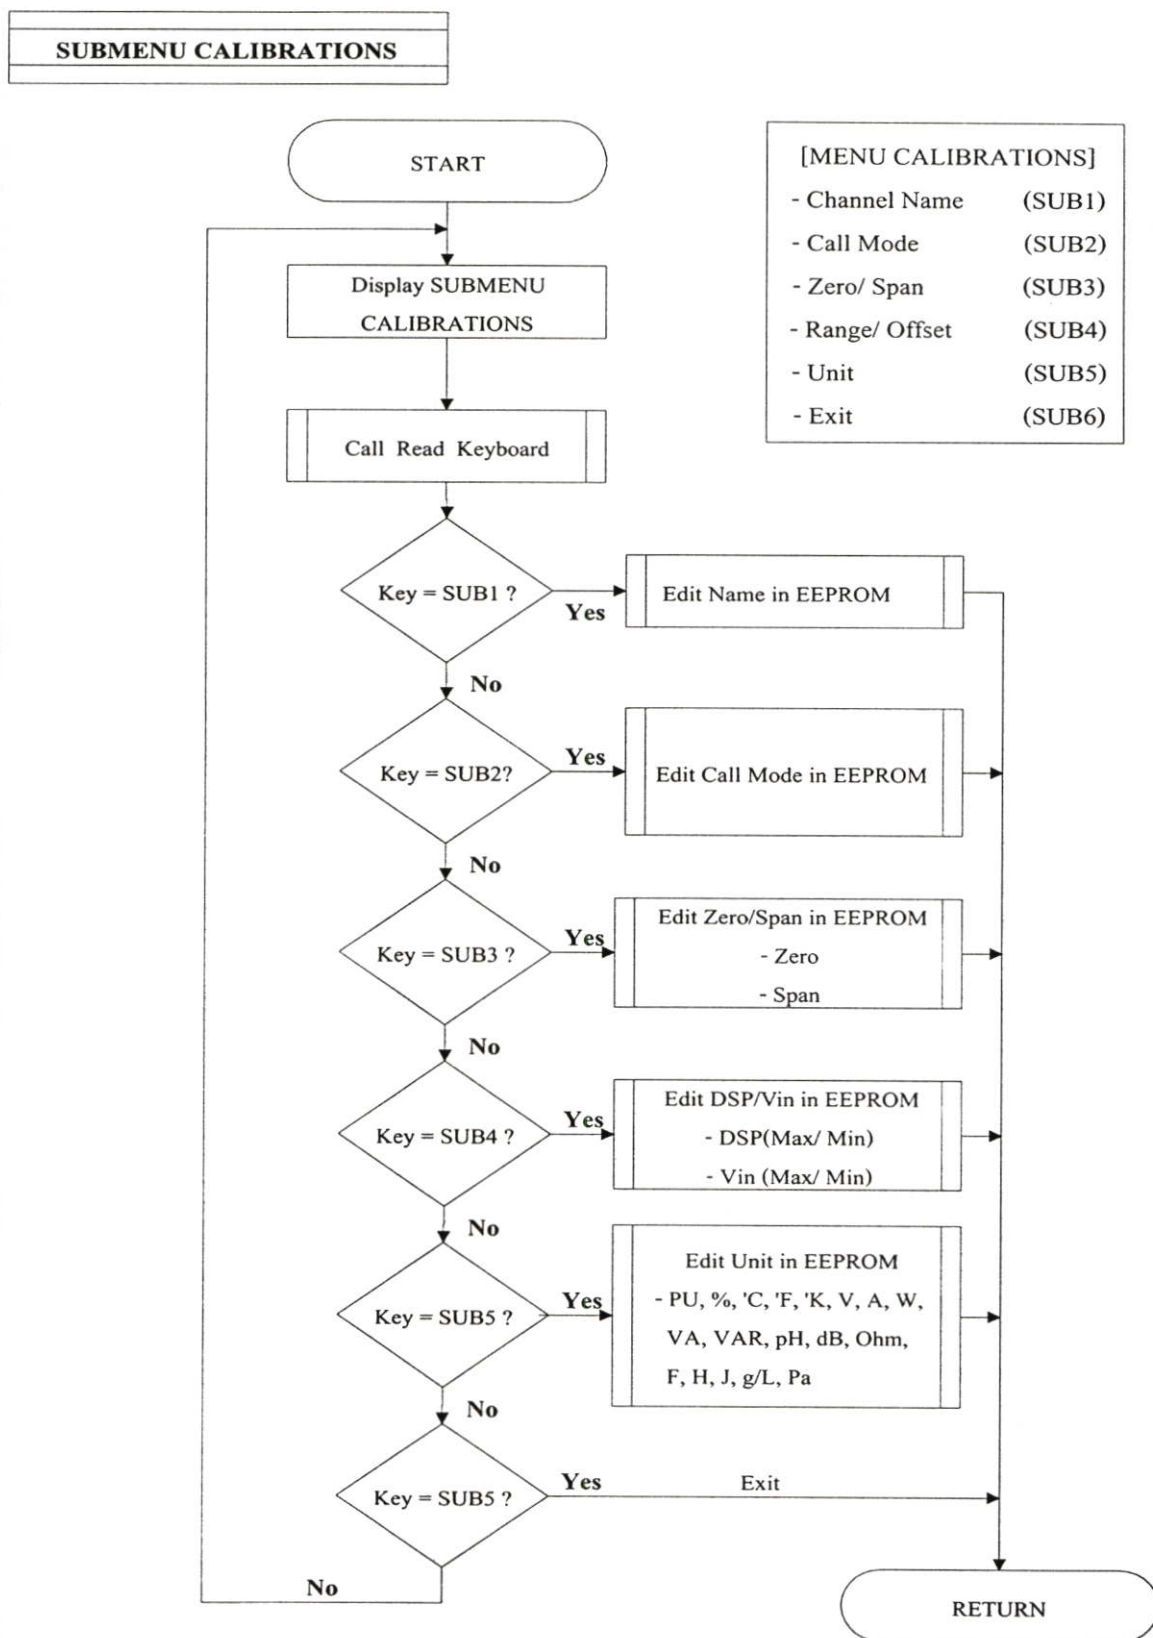 SUBMENU CALIBRATIONS
START
[MENU CALIBRATIONS]
- Channel Name (SUB1)
- Call Mode (SUB2)
- Zero/ Span (SUB3)
- Range/ Offset (SUB4)
- Unit (SUB5)
- Exit (SUB6)
Display SUBMENU
CALIBRATIONS
Call Read Keyboard
Key = SUB1 ?
Yes
Edit Name in EEPROM
No
Key = SUB2?
Yes
Edit Call Mode in EEPROM
No
Key = SUB3 ?
Yes
Edit Zero/Span in EEPROM
- Zero
- Span
No
Key = SUB4 ?
Yes
Edit DSP/Vin in EEPROM
- DSP(Max/ Min)
- Vin (Max/ Min)
No
Key = SUB5 ?
Yes
Edit Unit in EEPROM
- PU, %, 'C, 'F, 'K, V, A, W,
VA, VAR, pH, dB, Ohm,
F, H, J, g/L, Pa
No
Key = SUB5 ?
Yes
Exit
No
RETURN